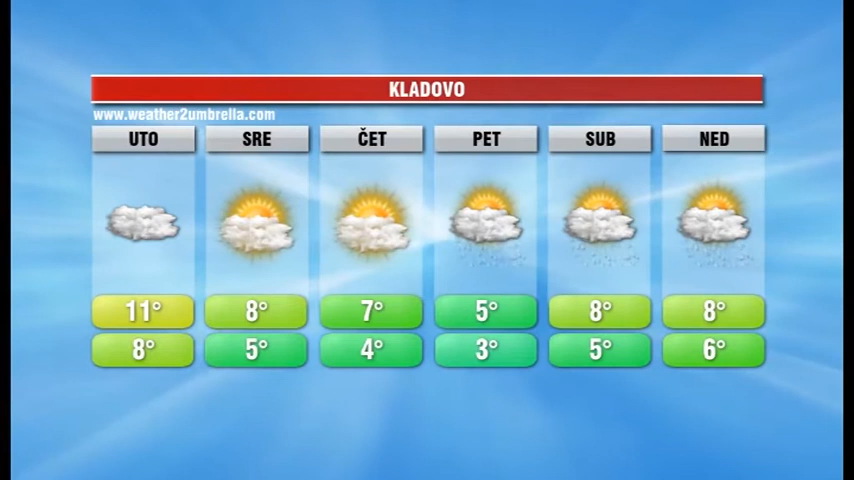 KLADOVO
www.weather2umbrella.com
UTO SRE ČET PET SUB NED
11° 8° 7° 5° 8° 8°
8° 5° 4° 3° 5° 6°